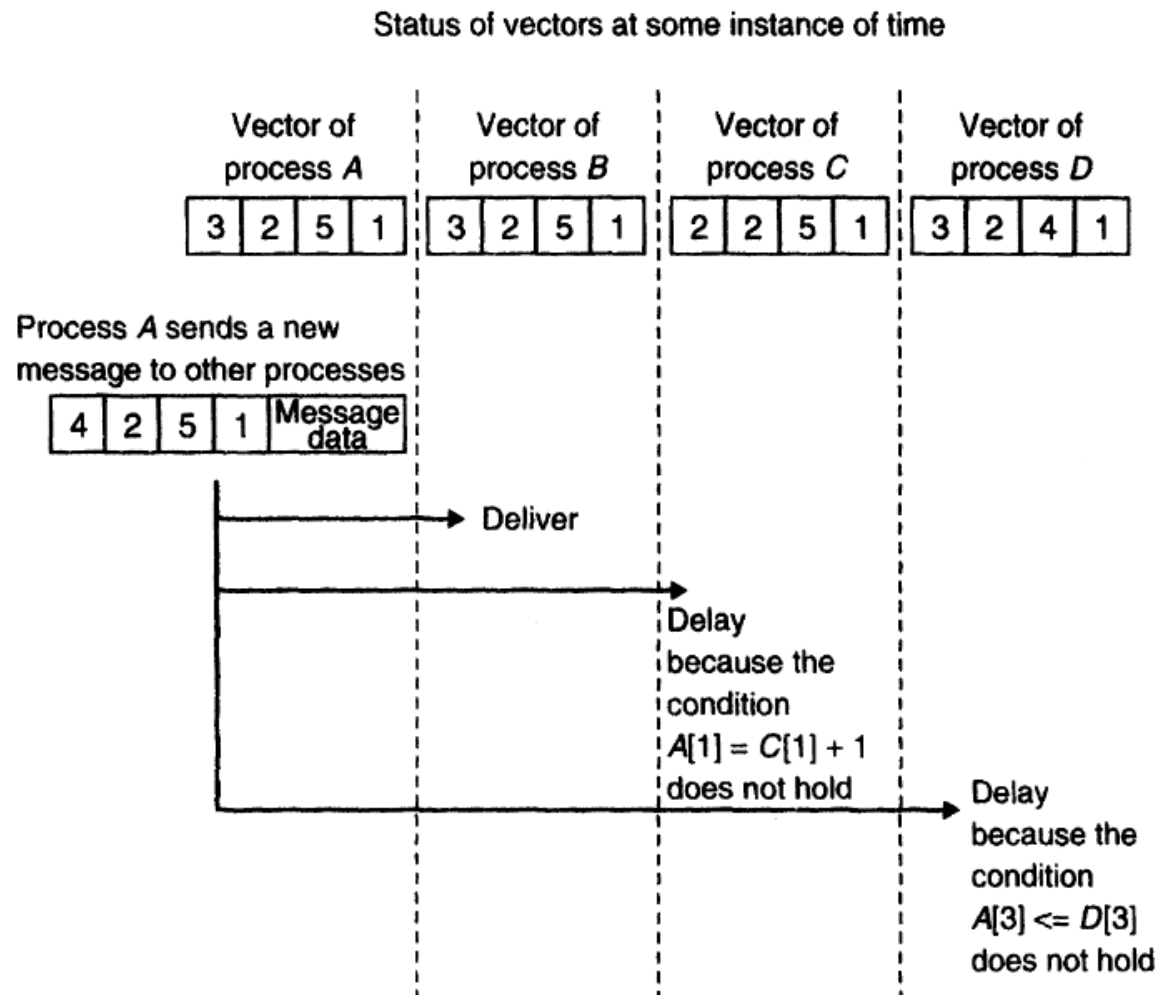 Status of vectors at some instance of time
Vector of
process A
Vector of
process B
Vector of
process C
Vector of
process D
3 2 5 1
3 2 5 1
2 2 5 1
3 2 4 1
Process A sends a new
message to other processes
4 2 5 1 Message
data
Deliver
Delay
because the
condition
A[1] = C[1] + 1
does not hold
Delay
because the
condition
A[3] <= D[3]
does not hold